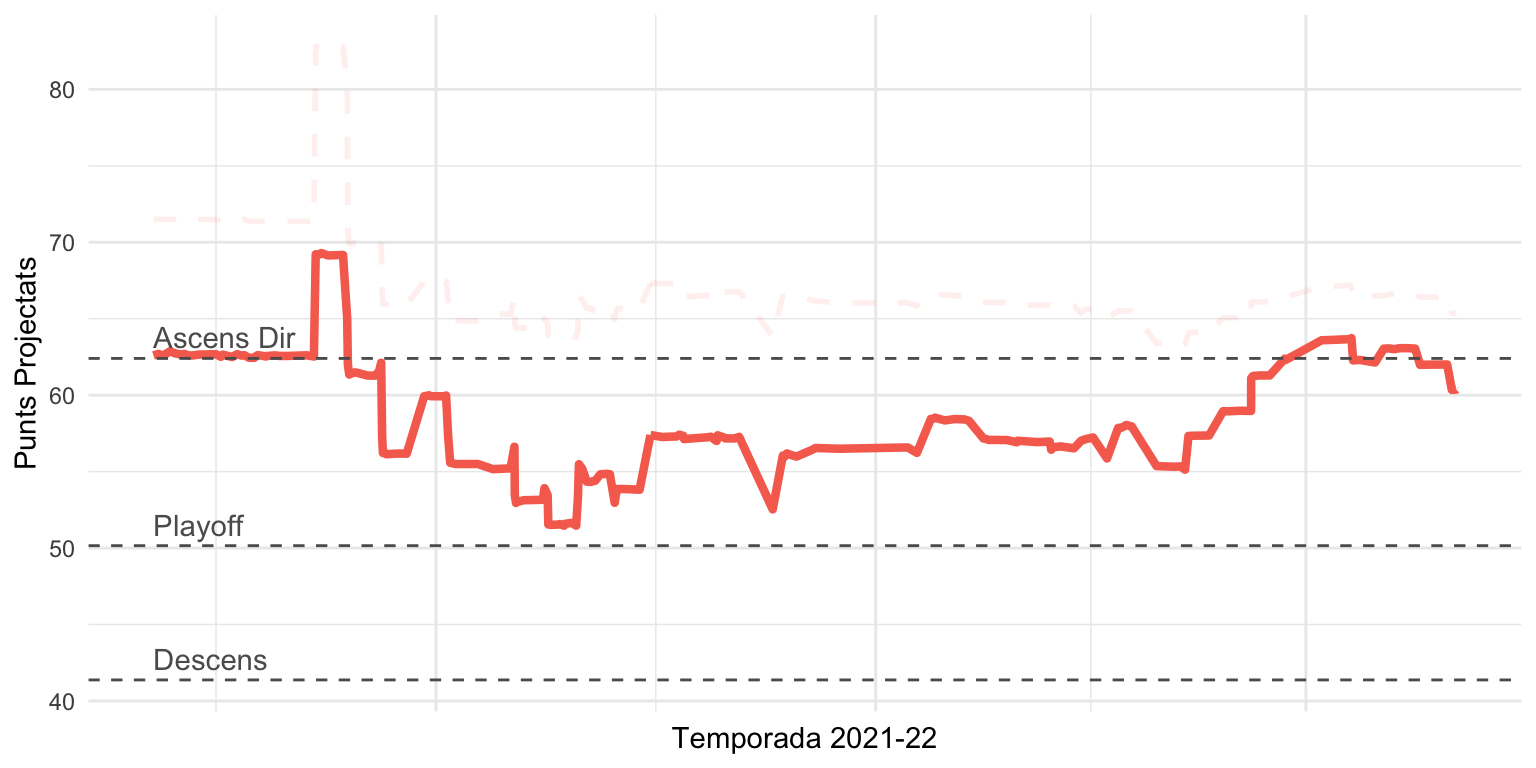 80
70
60
50
40
Punts Projectats
Ascens Dir
Playoff
Descens
Temporada 2021-22